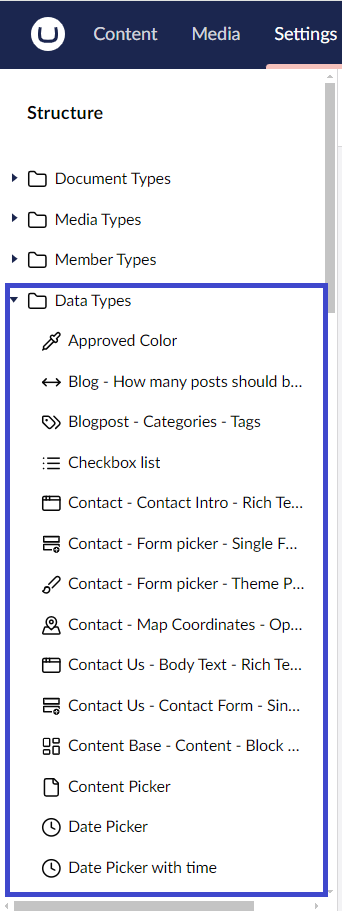 Content Media Settings
Structure
Document Types
Media Types
Member Types
Data Types
Approved Color
Blog - How many posts should b...
Blogpost - Categories - Tags
Checkbox list
Contact - Contact Intro - Rich Te...
Contact - Form picker - Single F...
Contact - Form picker - Theme P...
Contact - Map Coordinates - Op...
Contact Us - Body Text - Rich Te...
Contact Us - Contact Form - Sin...
Content Base - Content - Block ...
Content Picker
Date Picker
Date Picker with time